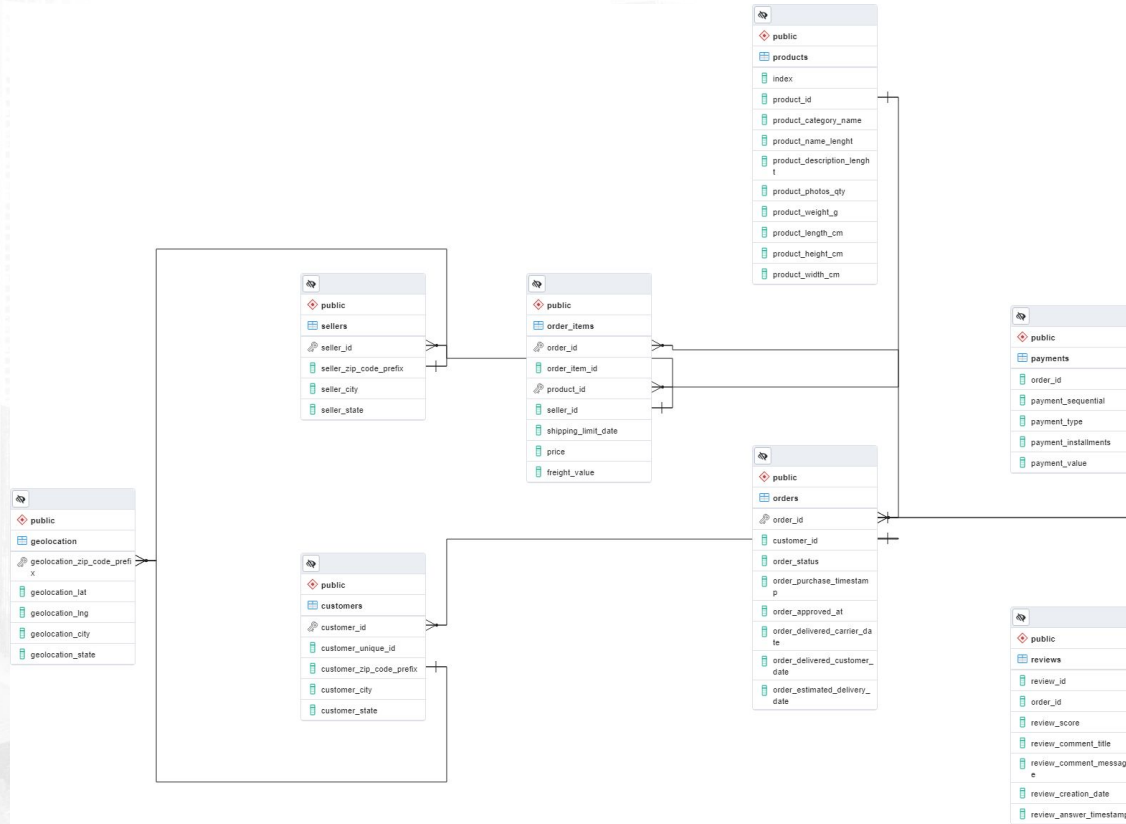 public
products
index
product_id
product_category_name
product_name_lenght
product_description_lengh
t
product_photos_qty
product_weight_g
product_length_cm
product_height_cm
product_width_cm
public
sellers
seller_id
seller_zip_code_prefix
seller_city
seller_state
public
order_items
order_id
order_item_id
product_id
seller_id
shipping_limit_date
price
freight_value
public
payments
order_id
payment_sequential
payment_type
payment_installments
payment_value
public
geolocation
geolocation_zip_code_prefi
x
geolocation_lat
geolocation_lng
geolocation_city
geolocation_state
public
customers
customer_id
customer_unique_id
customer_zip_code_prefix
customer_city
customer_state
public
orders
order_id
customer_id
order_status
order_purchase_timestam
p
order_approved_at
order_delivered_carrier_da
te
order_delivered_customer_
date
order_estimated_delivery_
date
public
reviews
review_id
order_id
review_score
review_comment_title
review_comment_messag
e
review_creation_date
review_answer_timestamp